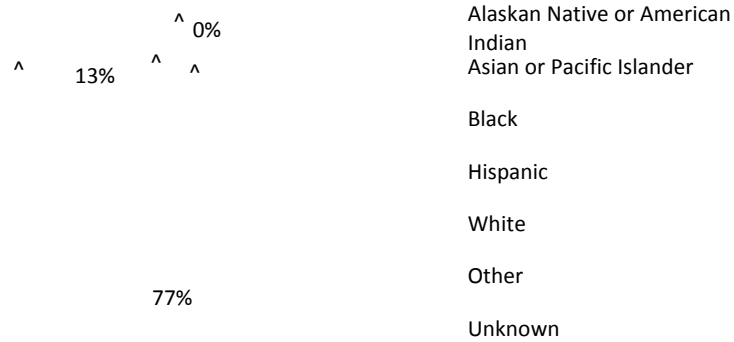 ^ 0%
^ 13% ^ ^
77%
Alaskan Native or American
Indian
Asian or Pacific Islander
Black
Hispanic
White
Other
Unknown